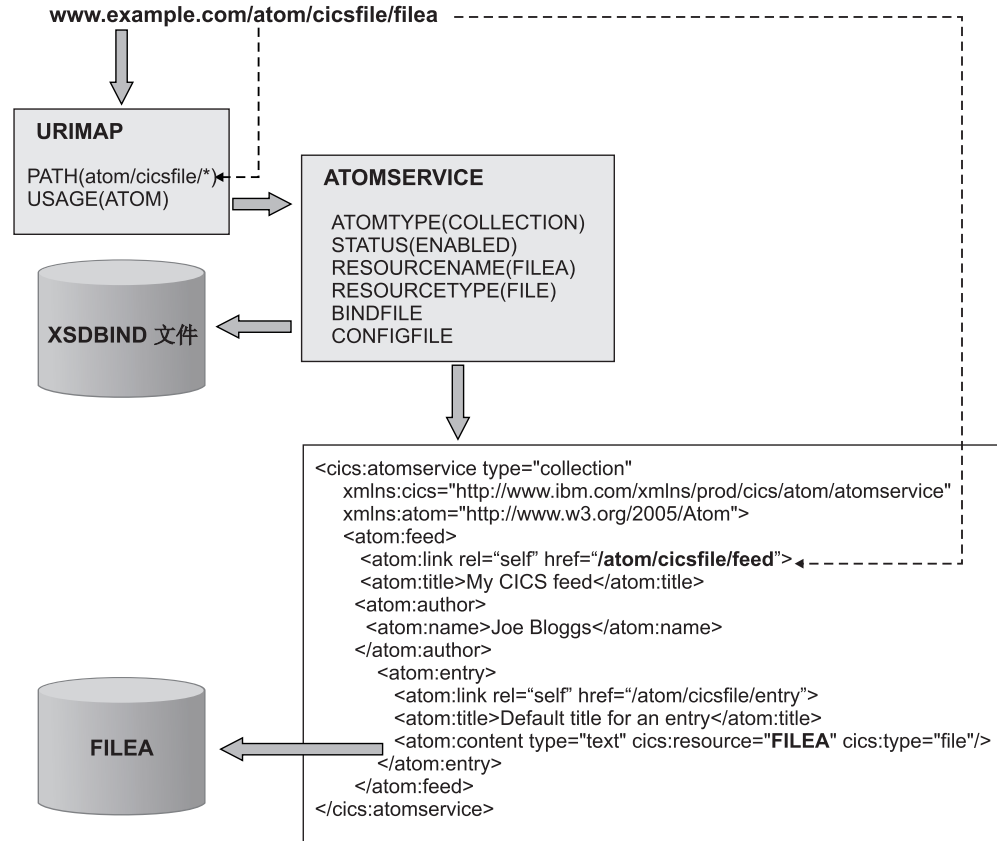 www.example.com/atom/cicsfile/filea
URIMAP
PATH(atom/cicsfile/*)
USAGE(ATOM)
ATOMSERVICE
ATOMTYPE(COLLECTION)
STATUS(ENABLED)
RESOURCENAME(FILEA)
RESOURCETYPE(FILE)
BINDFILE
CONFIGFILE
XSDBIND 文件
<cics:atomservice type="collection"
xmlns:cics="http://www.ibm.com/xmlns/prod/cics/atom/atomservice"
xmlns:atom="http://www.w3.org/2005/Atom">
<atom:feed>
<atom:link rel=“self” href=“/atom/cicsfile/feed”>
<atom:title>My CICS feed</atom:title>
<atom:author>
<atom:name>Joe Bloggs</atom:name>
</atom:author>
<atom:entry>
<atom:link rel=“self” href=“/atom/cicsfile/entry”>
<atom:title>Default title for an entry</atom:title>
<atom:content type="text" cics:resource="FILEA" cics:type="file"/>
</atom:entry>
</atom:feed>
</cics:atomservice>
FILEA